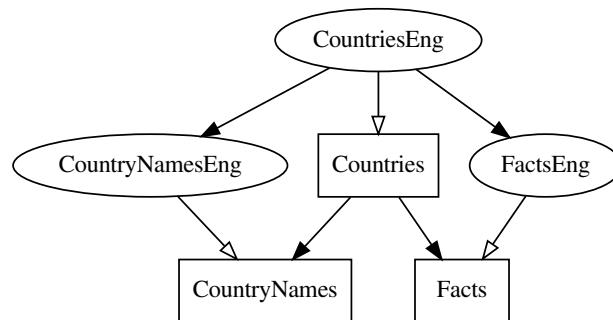 CountriesEng
CountryNamesEng
Countries
FactsEng
CountryNames
Facts